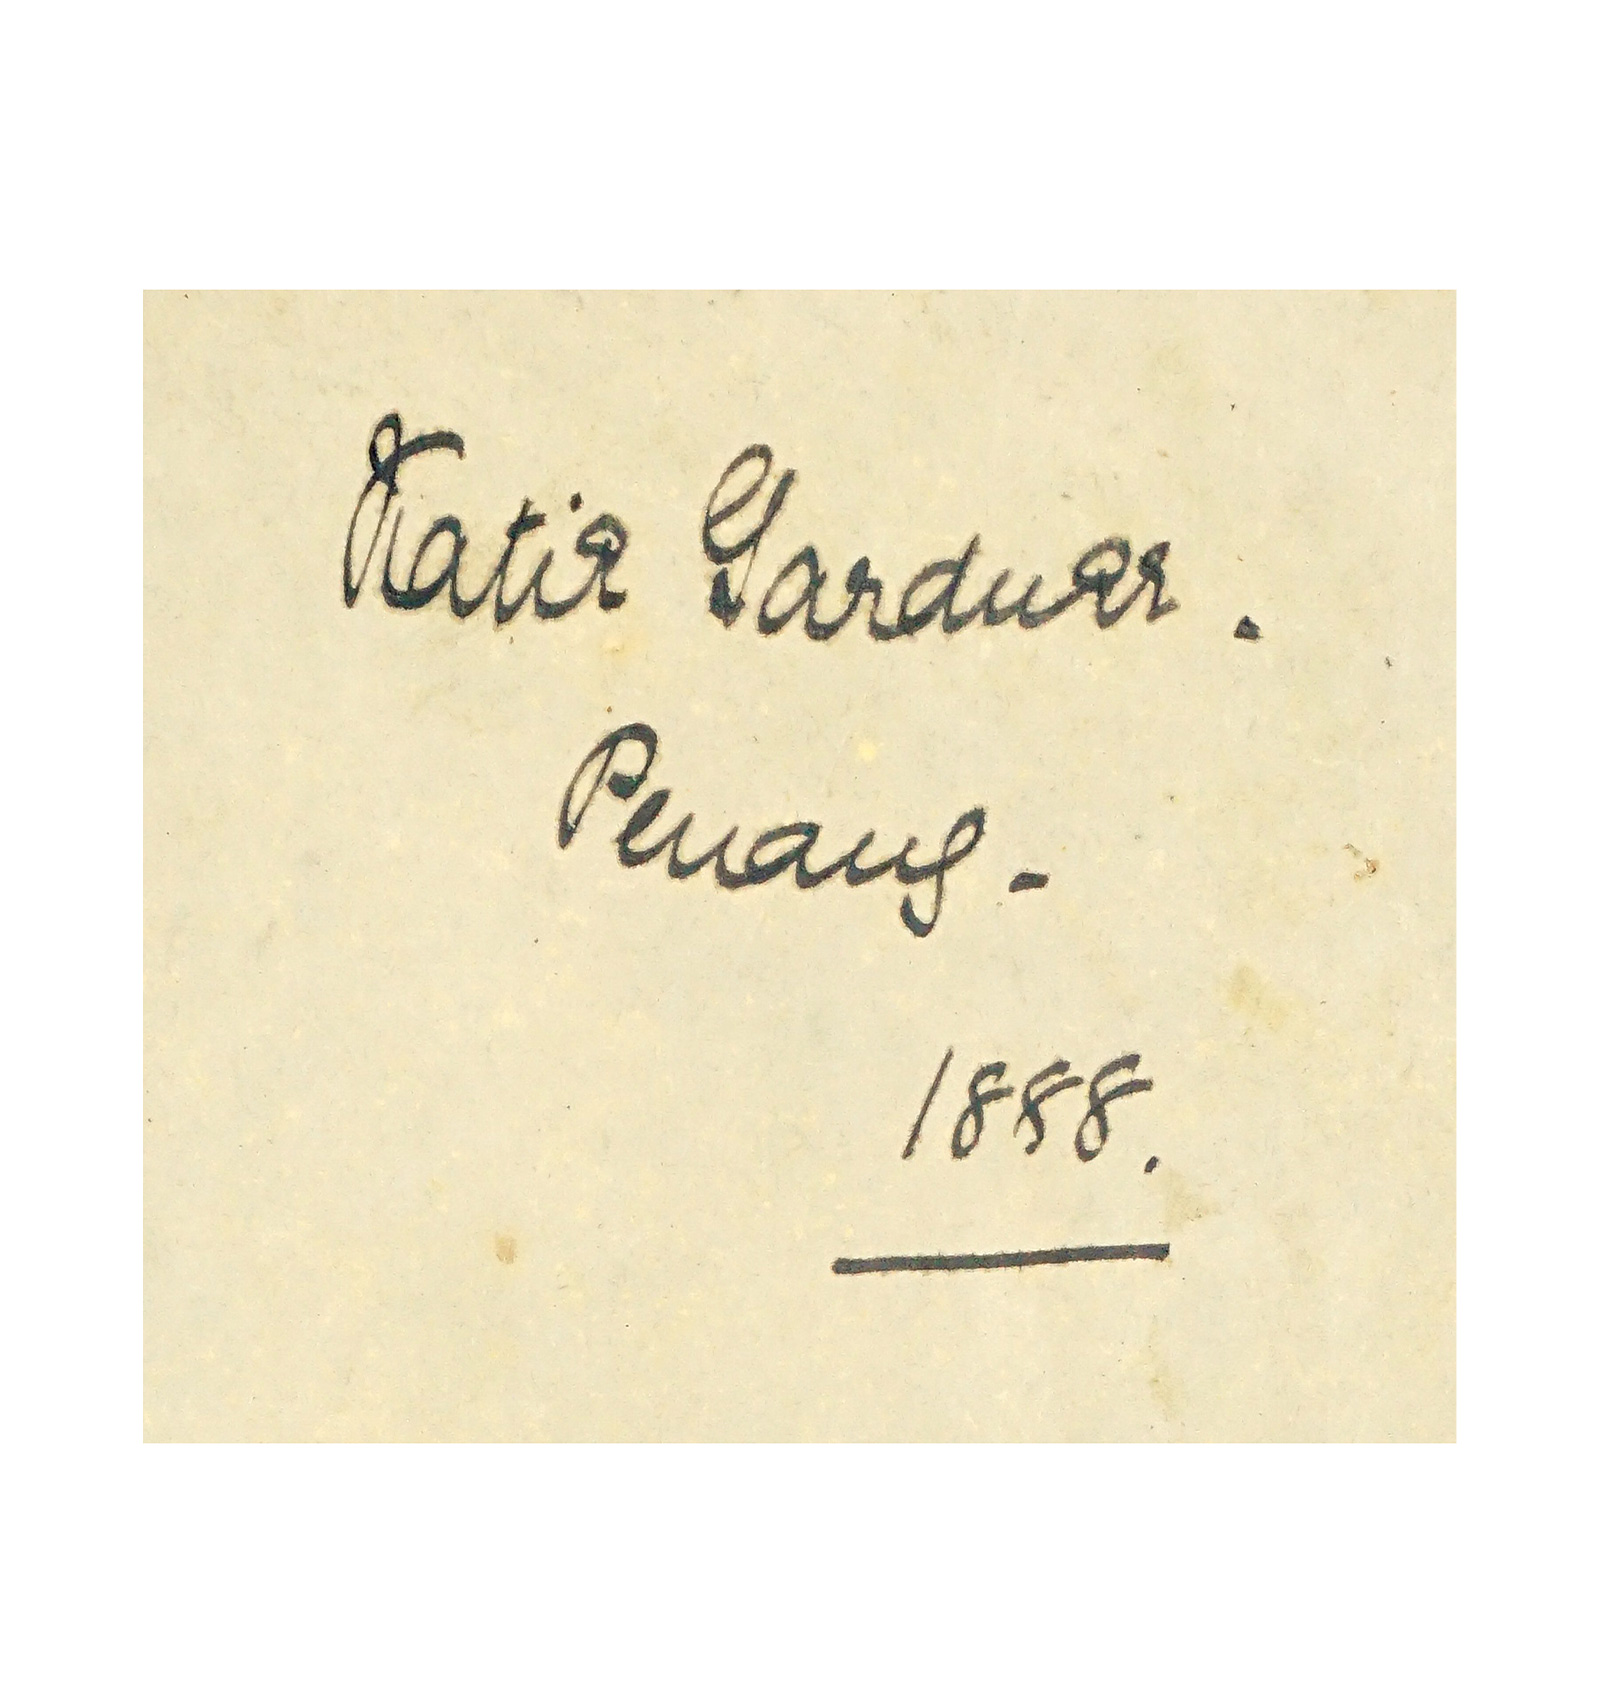 Katie Gardner.
Penang -
1888.